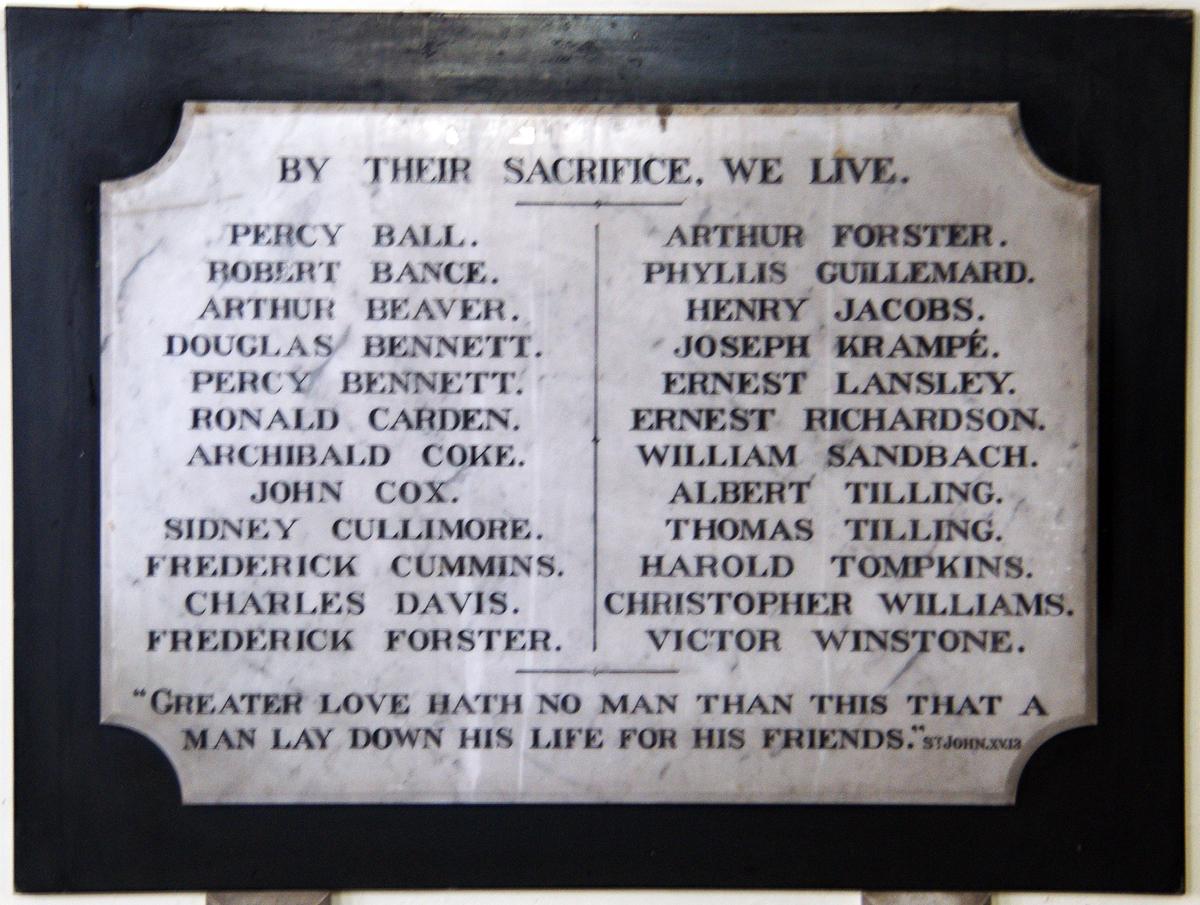 BY THEIR SACRIFICE, WE LIVE.
PERCY BALL.
ROBERT BANCE.
ARTHUR BEAVER.
DOUGLAS BENNETT.
PERCY BENNETT.
RONALD CARDEN.
ARCHIBALD COKE.
JOHN COX.
SIDNEY CULLIMORE.
FREDERICK CUMMINS.
CHARLES DAVIS.
FREDERICK FORSTER.
ARTHUR FORSTER.
PHYLLIS GUILLEMARD.
HENRY JACOBS.
JOSEPH KRAMPÉ.
ERNEST LANSLEY.
ERNEST RICHARDSON.
WILLIAM SANDBACH.
ALBERT TILLING.
THOMAS TILLING.
HAROLD TOMPKINS.
CHRISTOPHER WILLIAMS.
VICTOR WINSTONE.
"GREATER LOVE HATH NO MAN THAN THIS THAT A
MAN LAY DOWN HIS LIFE FOR HIS FRIENDS." ST JOHN.XV.13